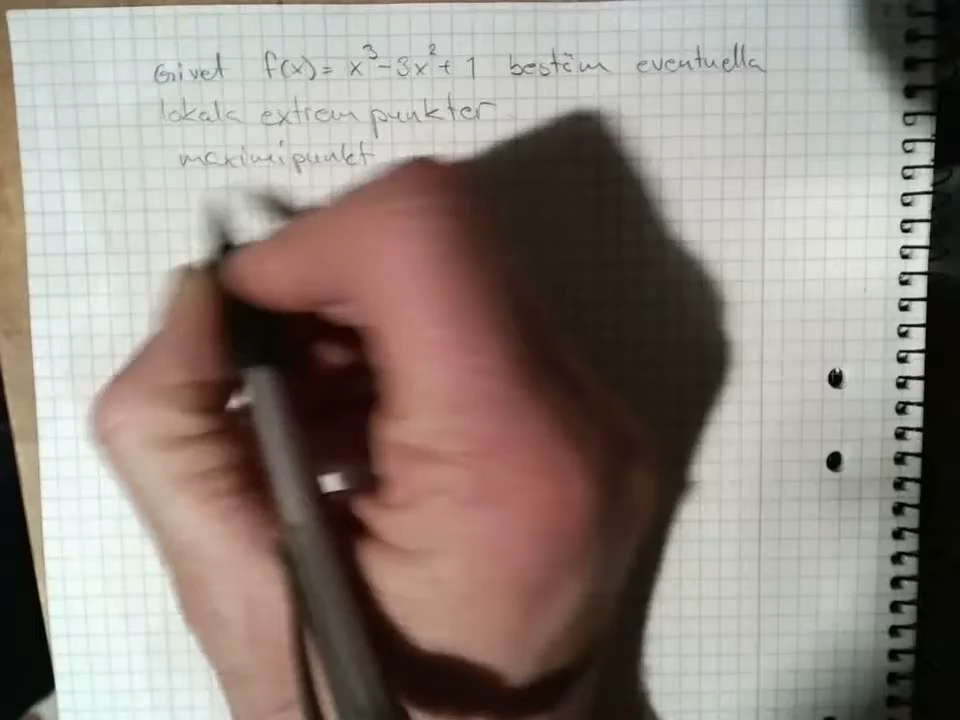 Givet f(x) = x³-3x²+1 bestäm eventuella
lokala extrempunkter
maximipunkt